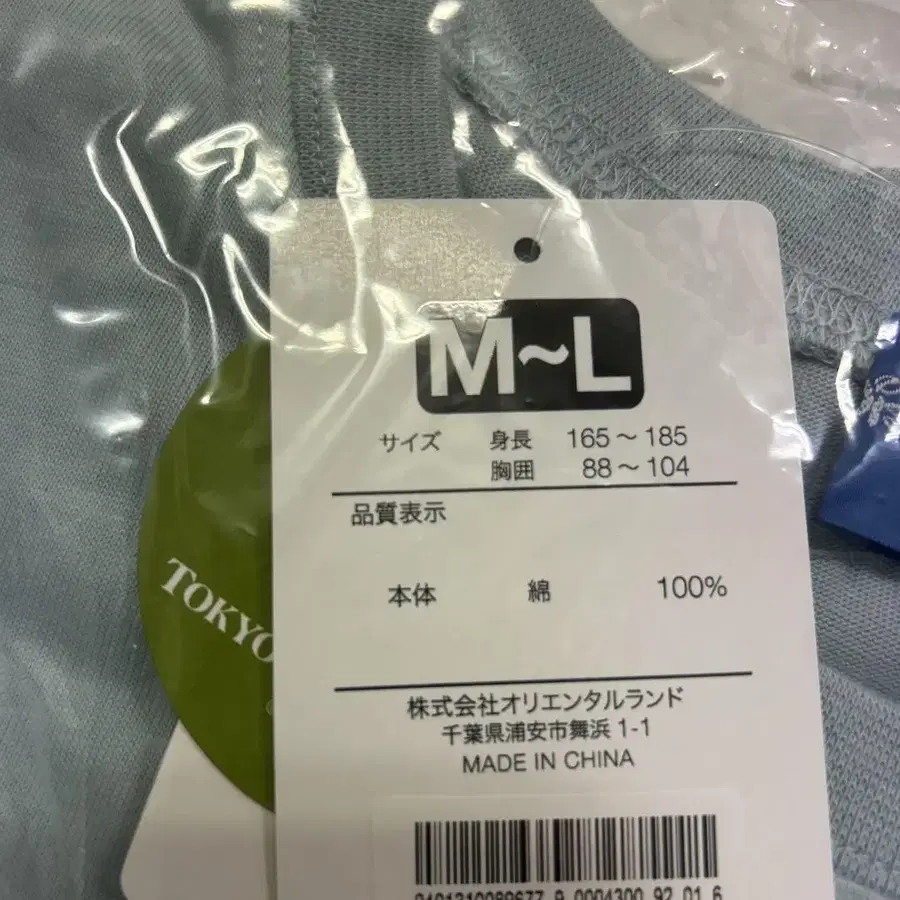 M~L
サイズ 身長 165～185
胸囲 88～104
品質表示
本体 綿 100%
株式会社オリエンタルランド
千葉県浦安市舞浜 1-1
MADE IN CHINA
TOKYO